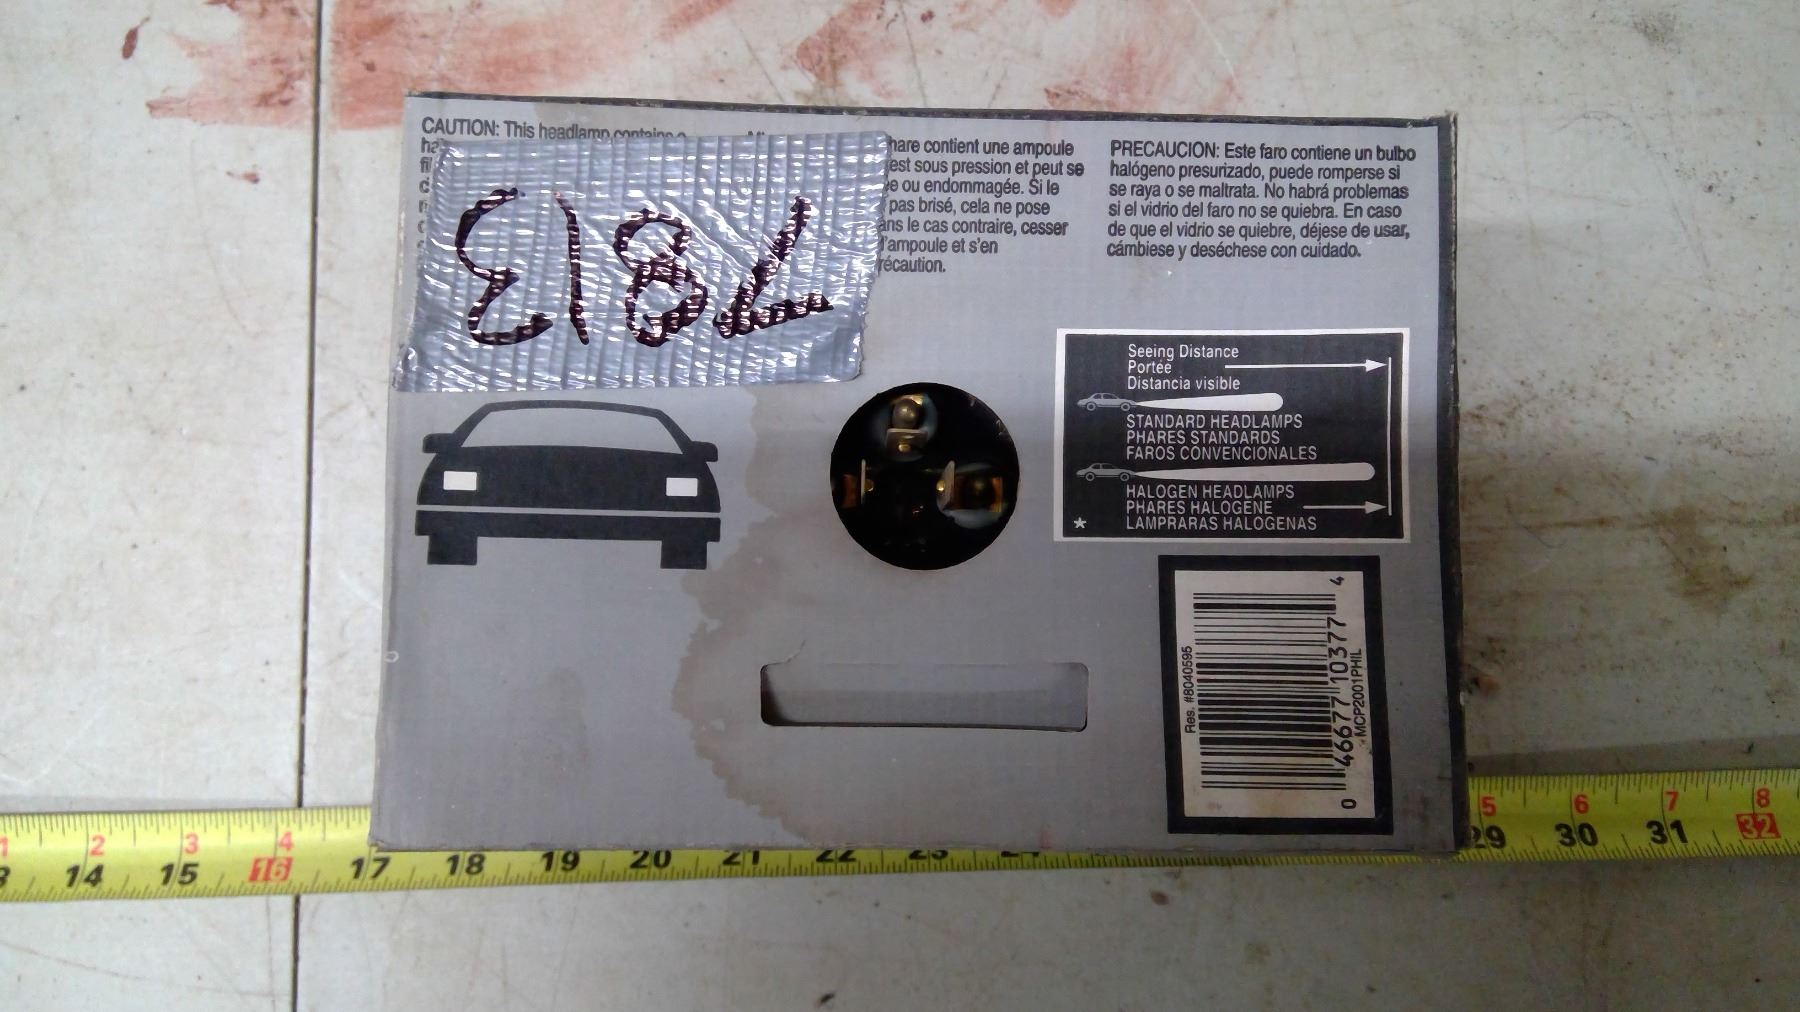 CAUTION: This headlamp contains
7813
contient une ampoule
est sous pression et peut se
ou endommagée. Si le
pas brisé, cela ne pose
le cas contraire, cesser
l'ampoule et s'en
PRECAUCION: Este faro contiene un bulbo
halógeno presurizado, puede romperse si
se raya o se maltrata. No habrá problemas
si el vidrio del faro no se quiebra. En caso
de que el vidrio se quiebre, déjese de usar,
cámbiese y deséchese con cuidado.
Seeing Distance
Portée
Distancia visible
STANDARD HEADLAMPS
PHARES STANDARDS
FAROS CONVENCIONALES
HALOGEN HEADLAMPS
PHARES HALOGÈNE
* LAMPRARAS HALOGENAS
Res. #8040595
0 46677 10377 4
MCP2001PHIL
1 2 3 4 5 6 7 8
14 15 16 17 18 19 20 21 22 23 24 29 30 31 32